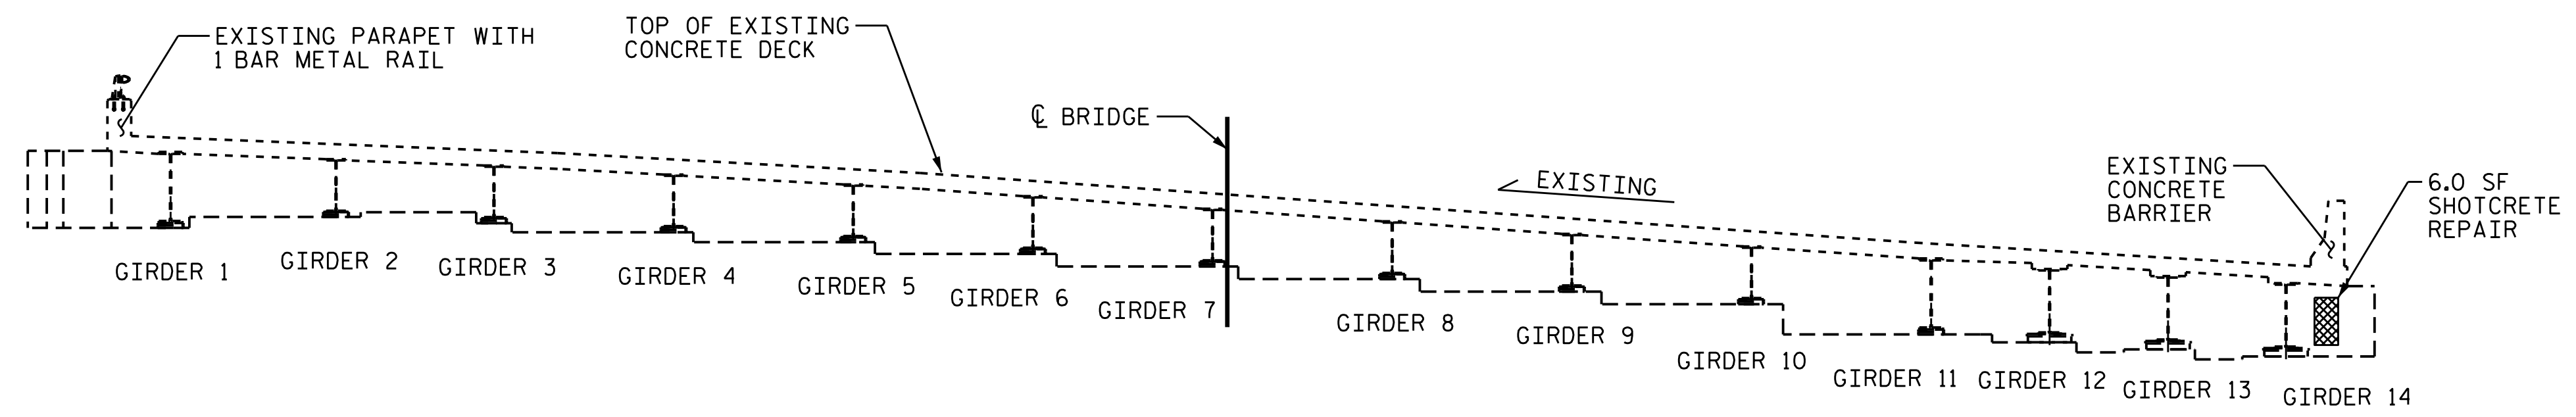 EXISTING PARAPET WITH
1 BAR METAL RAIL
TOP OF EXISTING
CONCRETE DECK
℄ BRIDGE
EXISTING
EXISTING
CONCRETE
BARRIER
6.0 SF
SHOTCRETE
REPAIR
GIRDER 1
GIRDER 2
GIRDER 3
GIRDER 4
GIRDER 5
GIRDER 6
GIRDER 7
GIRDER 8
GIRDER 9
GIRDER 10
GIRDER 11
GIRDER 12
GIRDER 13
GIRDER 14